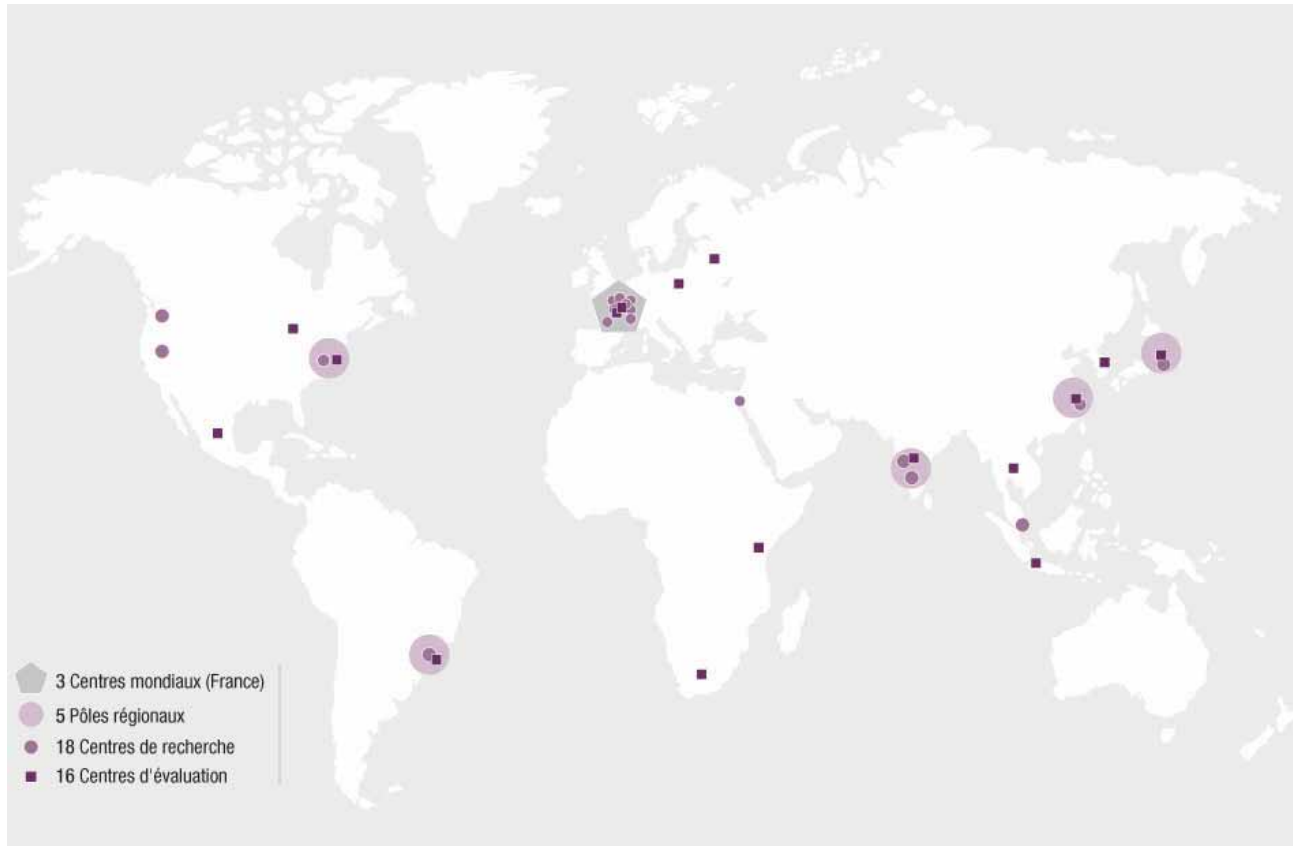 3 Centres mondiaux (France)
5 Pôles régionaux
18 Centres de recherche
16 Centres d'évaluation